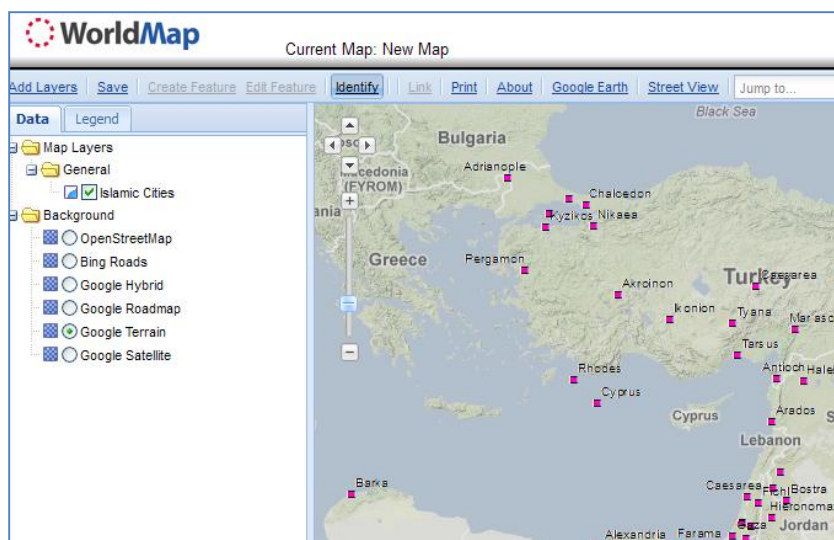 WorldMap
Current Map: New Map
Add Layers Save Create Feature Edit Feature Identify Link Print About Google Earth Street View Jump to...
Data Legend
Map Layers
General
Islamic Cities
Background
OpenStreetMap
Bing Roads
Google Hybrid
Google Roadmap
Google Terrain
Google Satellite
Black Sea
Bulgaria
Adrianople
(FYROM)
Chalcedon
Kyzikos Nikaea
Greece
Pergamon
Turkey
Caesarea
Akroinon
Ikonion
Tyana
Tarsus
Rhodes
Antioch
Cyprus
Cyprus
Arados
Lebanon
Barka
Caesarea
Bostra
Gaza
Jordan
Alexandria Farama